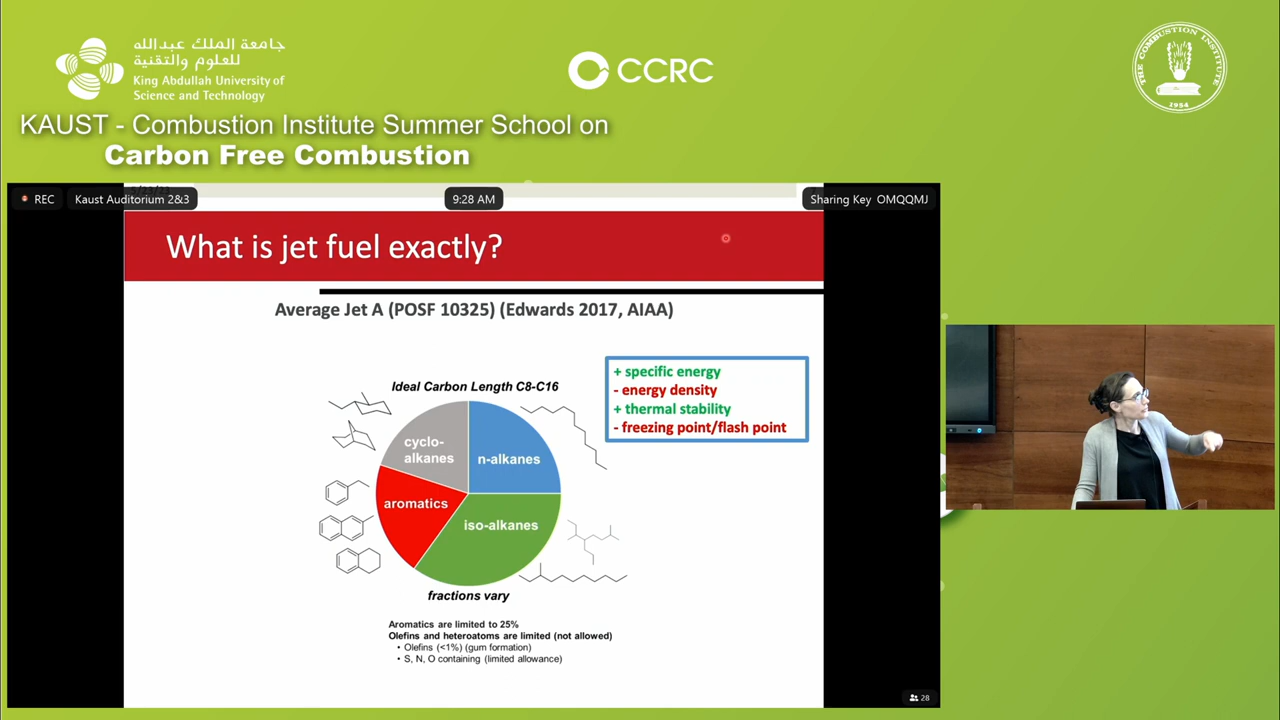 جامعة الملك عبدالله
للعلوم والتقنية
King Abdullah University of
Science and Technology
CCRC
THE COMBUSTION INSTITUTE
1954
KAUST - Combustion Institute Summer School on
Carbon Free Combustion
REC
Kaust Auditorium 2&3
9:28 AM
Sharing Key OMQQMJ
What is jet fuel exactly?
Average Jet A (POSF 10325) (Edwards 2017, AIAA)
+ specific energy
- energy density
+ thermal stability
- freezing point/flash point
Ideal Carbon Length C8-C16
cyclo-
alkanes
n-alkanes
aromatics
iso-alkanes
fractions vary
Aromatics are limited to 25%
Olefins and heteroatoms are limited (not allowed)
• Olefins (<1%) (gum formation)
• S, N, O containing (limited allowance)
28